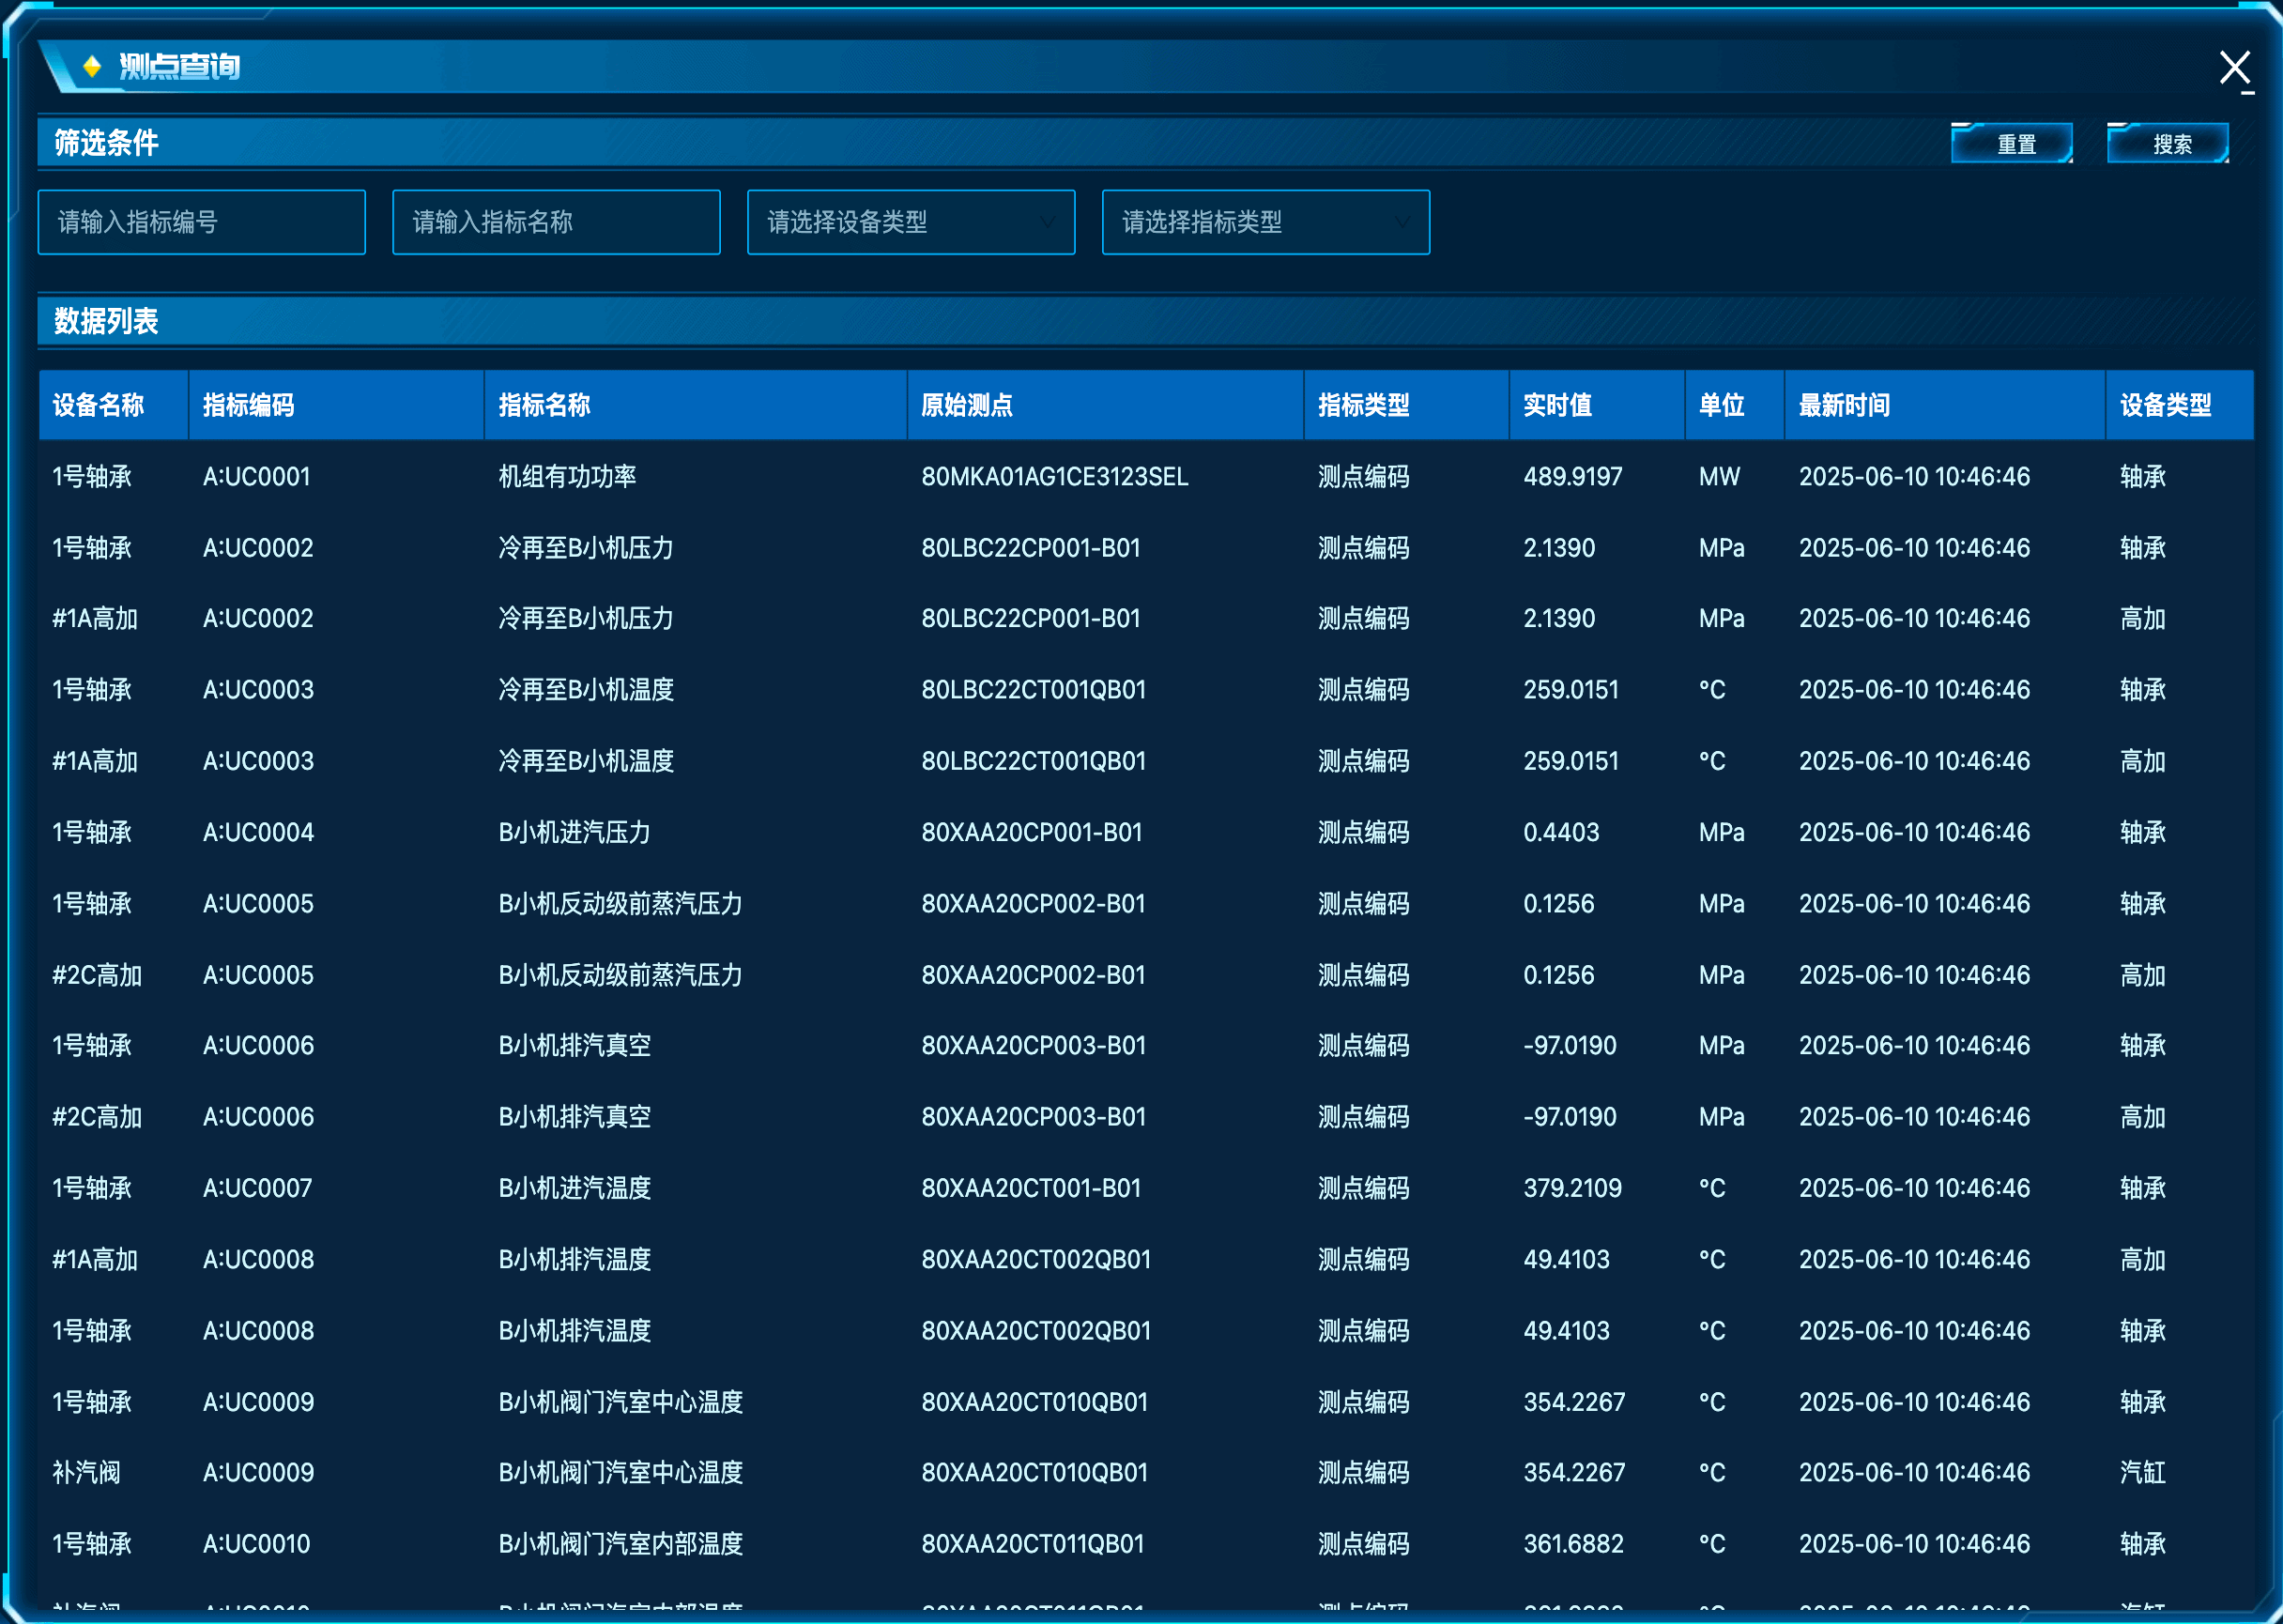 测点查询
筛选条件 重置 搜索
请输入指标编号 请输入指标名称 请选择设备类型 请选择指标类型
数据列表
设备名称 指标编码 指标名称 原始测点 指标类型 实时值 单位 最新时间 设备类型
1号轴承 A:UC0001 机组有功功率 80MKA01AG1CE3123SEL 测点编码 489.9197 MW 2025-06-10 10:46:46 轴承
1号轴承 A:UC0002 冷再至B小机压力 80LBC22CP001-B01 测点编码 2.1390 MPa 2025-06-10 10:46:46 轴承
#1A高加 A:UC0002 冷再至B小机压力 80LBC22CP001-B01 测点编码 2.1390 MPa 2025-06-10 10:46:46 高加
1号轴承 A:UC0003 冷再至B小机温度 80LBC22CT001QB01 测点编码 259.0151 °C 2025-06-10 10:46:46 轴承
#1A高加 A:UC0003 冷再至B小机温度 80LBC22CT001QB01 测点编码 259.0151 °C 2025-06-10 10:46:46 高加
1号轴承 A:UC0004 B小机进汽压力 80XAA20CP001-B01 测点编码 0.4403 MPa 2025-06-10 10:46:46 轴承
1号轴承 A:UC0005 B小机反动级前蒸汽压力 80XAA20CP002-B01 测点编码 0.1256 MPa 2025-06-10 10:46:46 轴承
#2C高加 A:UC0005 B小机反动级前蒸汽压力 80XAA20CP002-B01 测点编码 0.1256 MPa 2025-06-10 10:46:46 高加
1号轴承 A:UC0006 B小机排汽真空 80XAA20CP003-B01 测点编码 -97.0190 MPa 2025-06-10 10:46:46 轴承
#2C高加 A:UC0006 B小机排汽真空 80XAA20CP003-B01 测点编码 -97.0190 MPa 2025-06-10 10:46:46 高加
1号轴承 A:UC0007 B小机进汽温度 80XAA20CT001-B01 测点编码 379.2109 °C 2025-06-10 10:46:46 轴承
#1A高加 A:UC0008 B小机排汽温度 80XAA20CT002QB01 测点编码 49.4103 °C 2025-06-10 10:46:46 高加
1号轴承 A:UC0008 B小机排汽温度 80XAA20CT002QB01 测点编码 49.4103 °C 2025-06-10 10:46:46 轴承
1号轴承 A:UC0009 B小机阀门汽室中心温度 80XAA20CT010QB01 测点编码 354.2267 °C 2025-06-10 10:46:46 轴承
补汽阀 A:UC0009 B小机阀门汽室中心温度 80XAA20CT010QB01 测点编码 354.2267 °C 2025-06-10 10:46:46 汽缸
1号轴承 A:UC0010 B小机阀门汽室内部温度 80XAA20CT011QB01 测点编码 361.6882 °C 2025-06-10 10:46:46 轴承